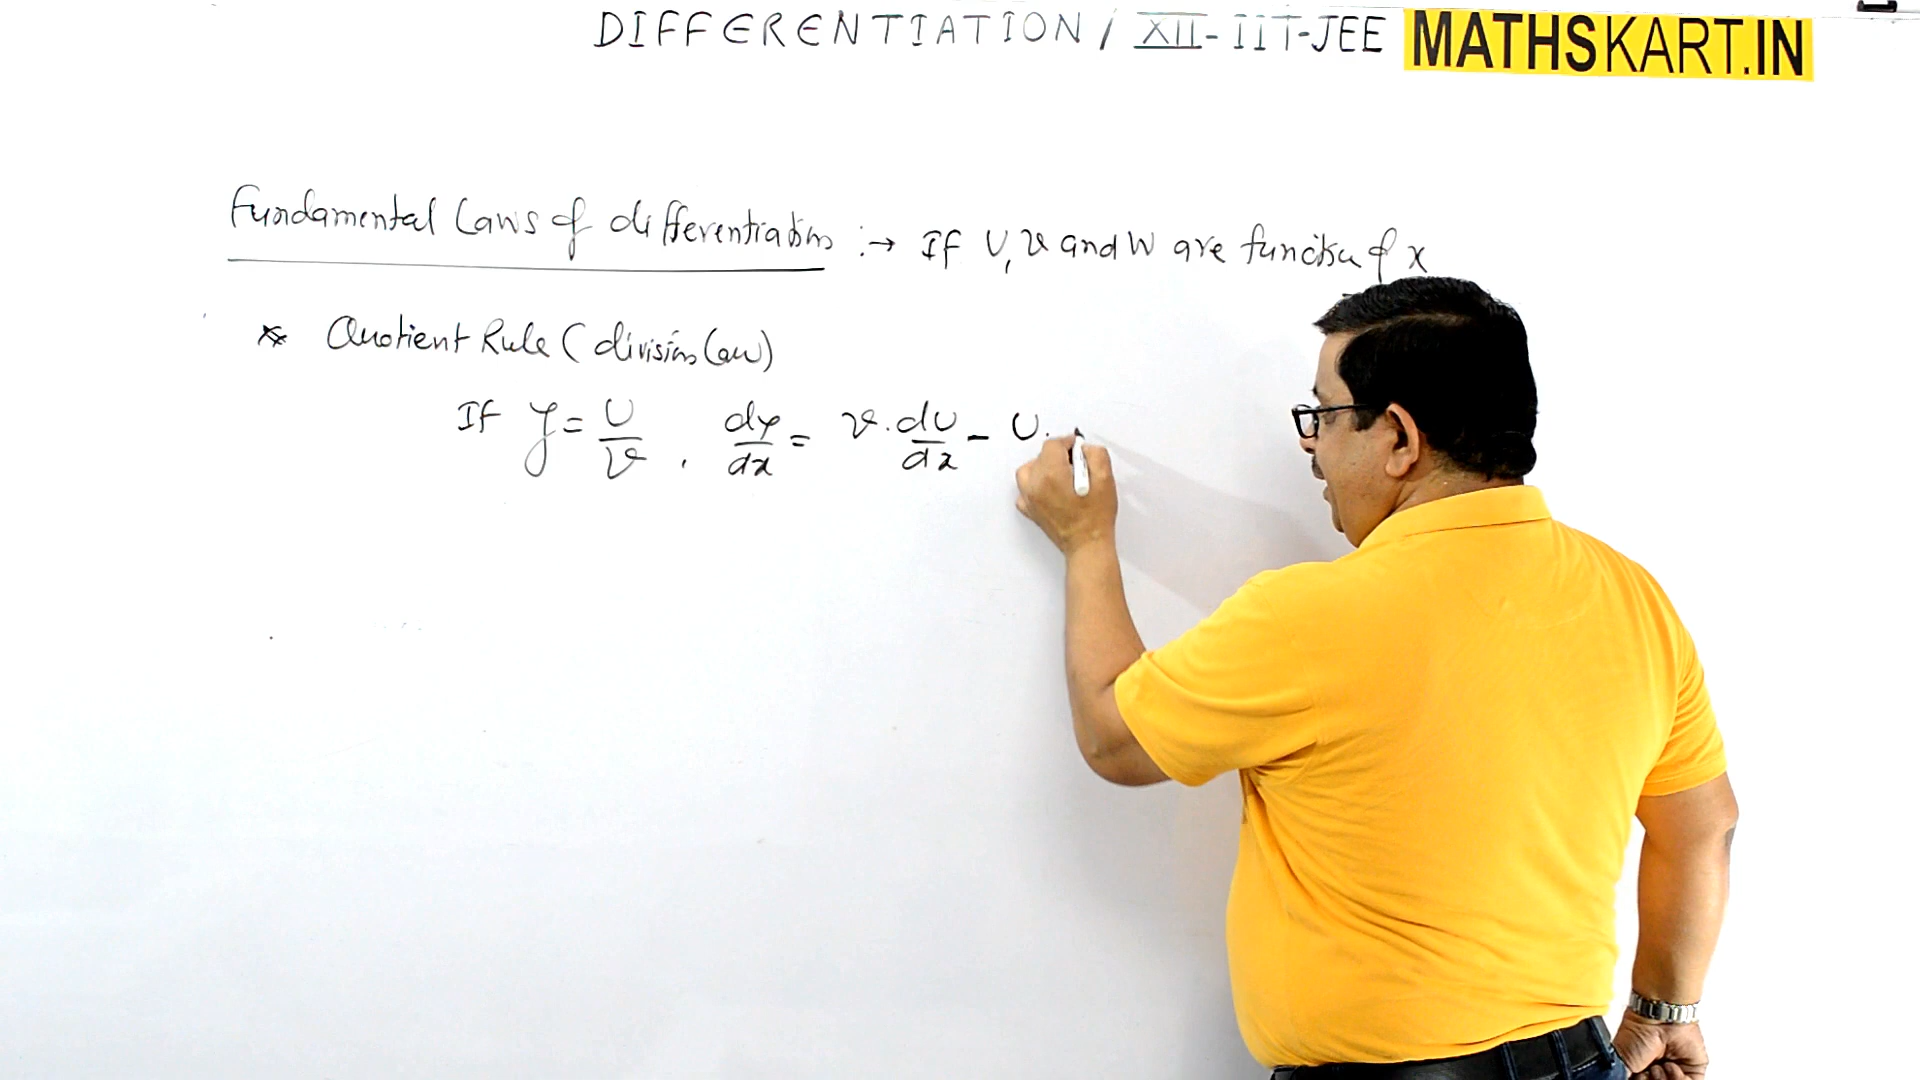 DIFFERENTIATION / XII - IIT-JEE MATHSKART.IN
Fundamental Laws of differentiation :→ If U, v and W are function of x
* Quotient Rule (division law)
If y = U/v , dy/dx = v . dU/dx - U .